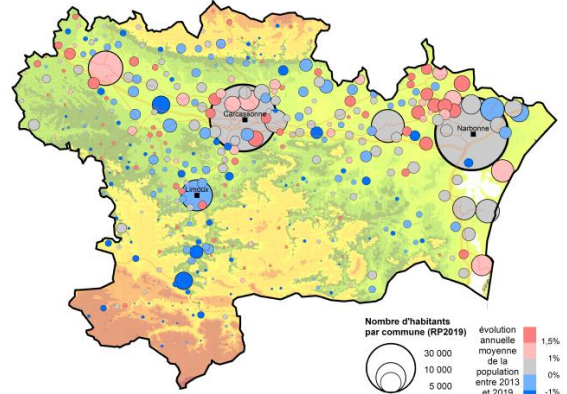 Carcassonne
Narbonne
Limoux
Nombre d'habitants
par commune (RP2019)
30 000
10 000
5 000
évolution
annuelle
moyenne
de la
population
entre 2013
et 2019
1,5%
1%
0%
-1%